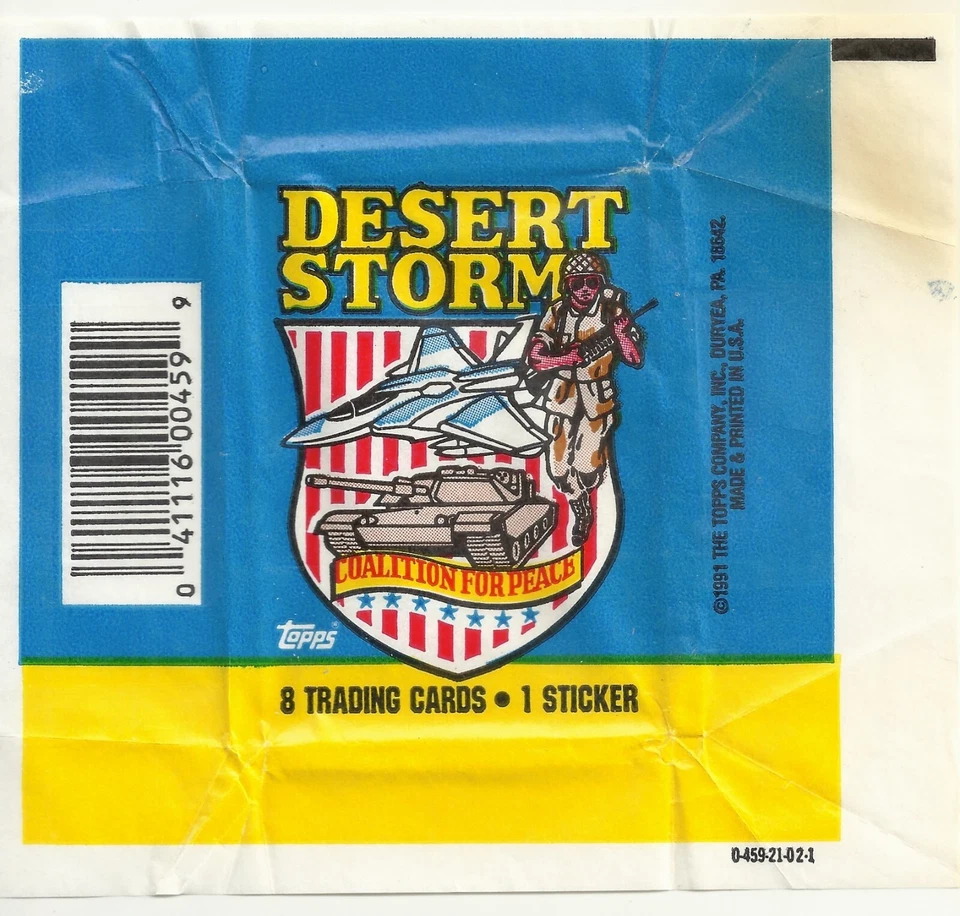 DESERT
STORM
COALITION FOR PEACE
topps
8 TRADING CARDS • 1 STICKER
0 41116 00459 9
©1991 THE TOPPS COMPANY, INC., DURYEA, PA. 18642.
MADE & PRINTED IN U.S.A.
0-459-21-02-1